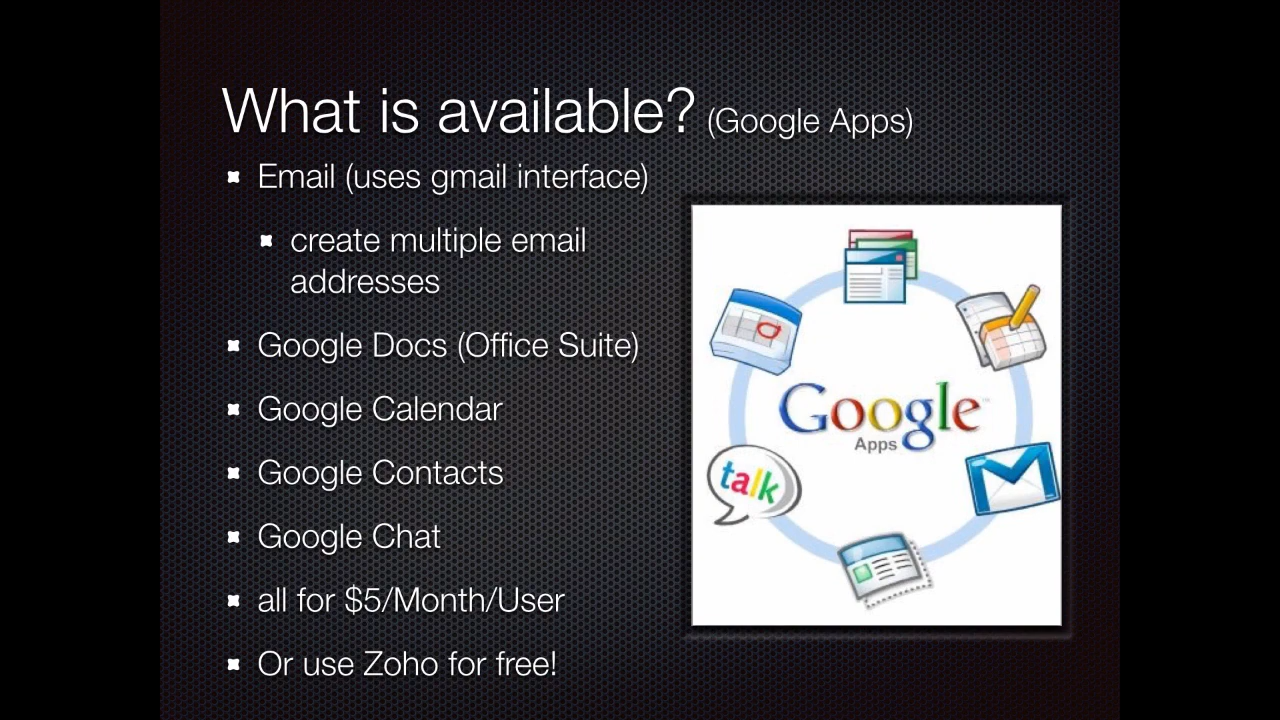 What is available? (Google Apps)
Email (uses gmail interface)
create multiple email
addresses
Google Docs (Office Suite)
Google Calendar
Google Contacts
Google Chat
all for $5/Month/User
Or use Zoho for free!
Google™
Apps
talk